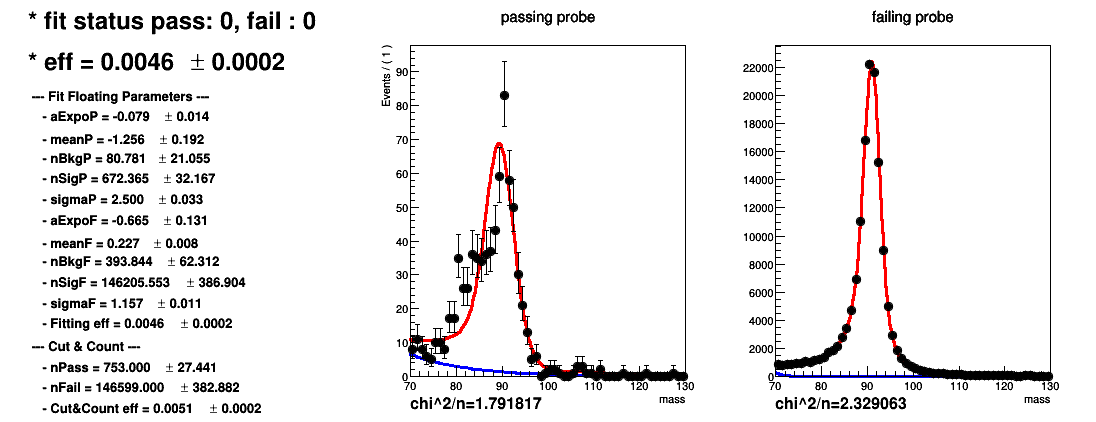 * fit status pass: 0, fail : 0
* eff = 0.0046 ± 0.0002
--- Fit Floating Parameters ---
- aExpoP = -0.079 ± 0.014
- meanP = -1.256 ± 0.192
- nBkgP = 80.781 ± 21.055
- nSigP = 672.365 ± 32.167
- sigmaP = 2.500 ± 0.033
- aExpoF = -0.665 ± 0.131
- meanF = 0.227 ± 0.008
- nBkgF = 393.844 ± 62.312
- nSigF = 146205.553 ± 386.904
- sigmaF = 1.157 ± 0.011
- Fitting eff = 0.0046 ± 0.0002
--- Cut & Count ---
- nPass = 753.000 ± 27.441
- nFail = 146599.000 ± 382.882
- Cut&Count eff = 0.0051 ± 0.0002
passing probe
Events / ( 1 )
90
80
70
60
50
40
30
20
10
0
70 80 90 100 110 120 130
mass
chi^2/n=1.791817
failing probe
22000
20000
18000
16000
14000
12000
10000
8000
6000
4000
2000
0
70 80 90 100 110 120 130
mass
chi^2/n=2.329063